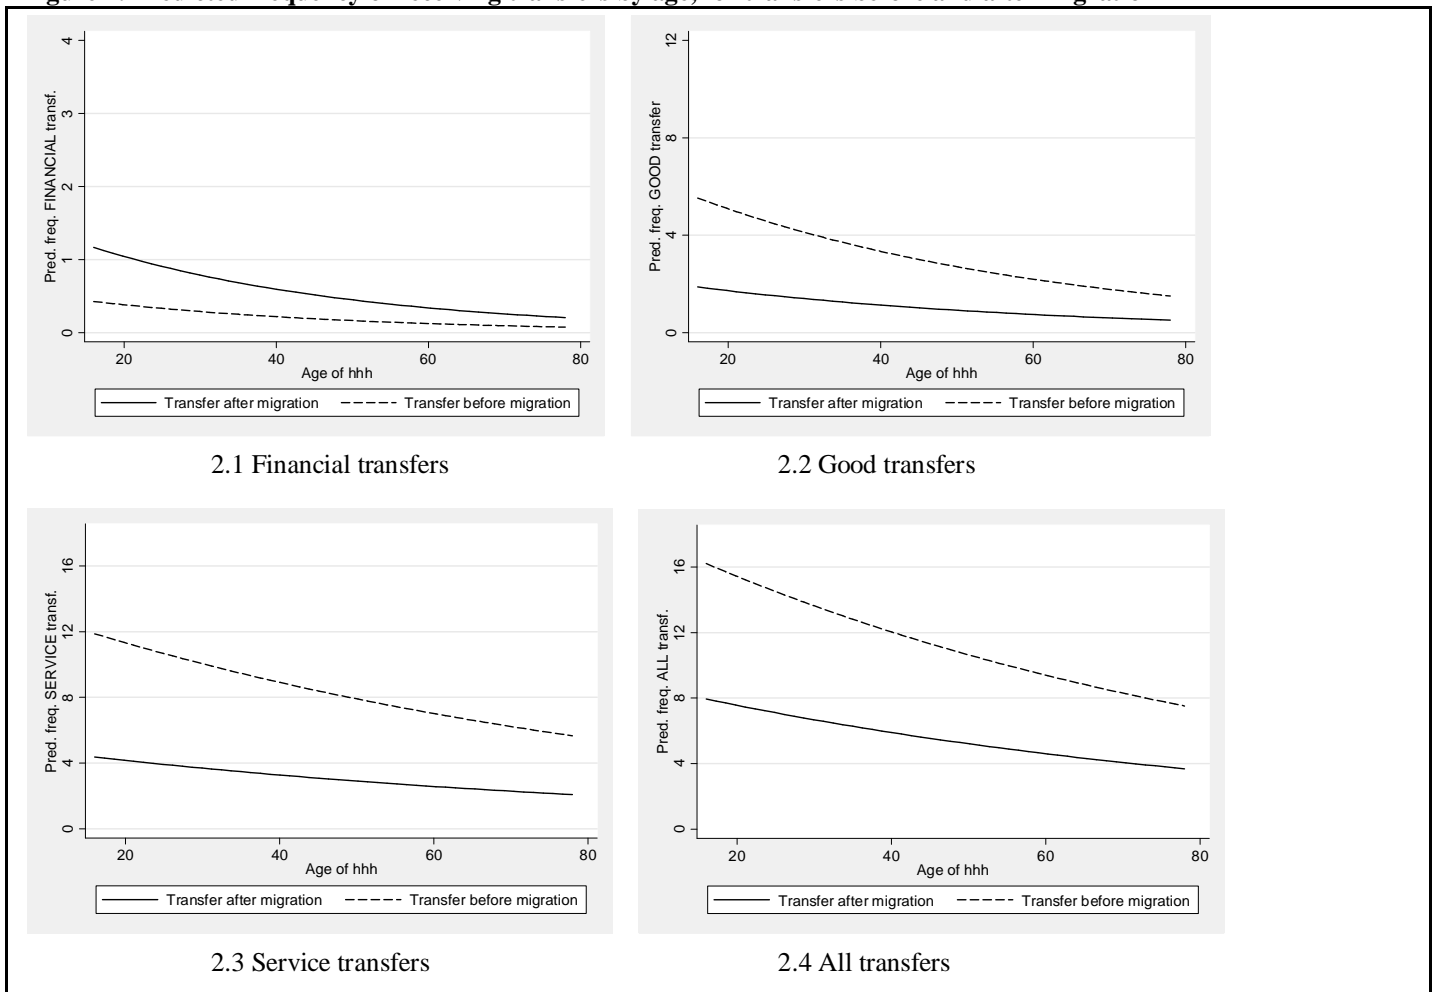 4
3
2
1
0
Pred. freq. FINANCIAL transf.
20 40 60 80
Age of hhh
Transfer after migration Transfer before migration
12
8
4
0
Pred. freq. GOOD transfer
20 40 60 80
Age of hhh
Transfer after migration Transfer before migration
2.1 Financial transfers 2.2 Good transfers
16
12
8
4
0
Pred. freq. SERVICE transf.
20 40 60 80
Age of hhh
Transfer after migration Transfer before migration
16
12
8
4
0
Pred. freq. ALL transf.
20 40 60 80
Age of hhh
Transfer after migration Transfer before migration
2.3 Service transfers 2.4 All transfers